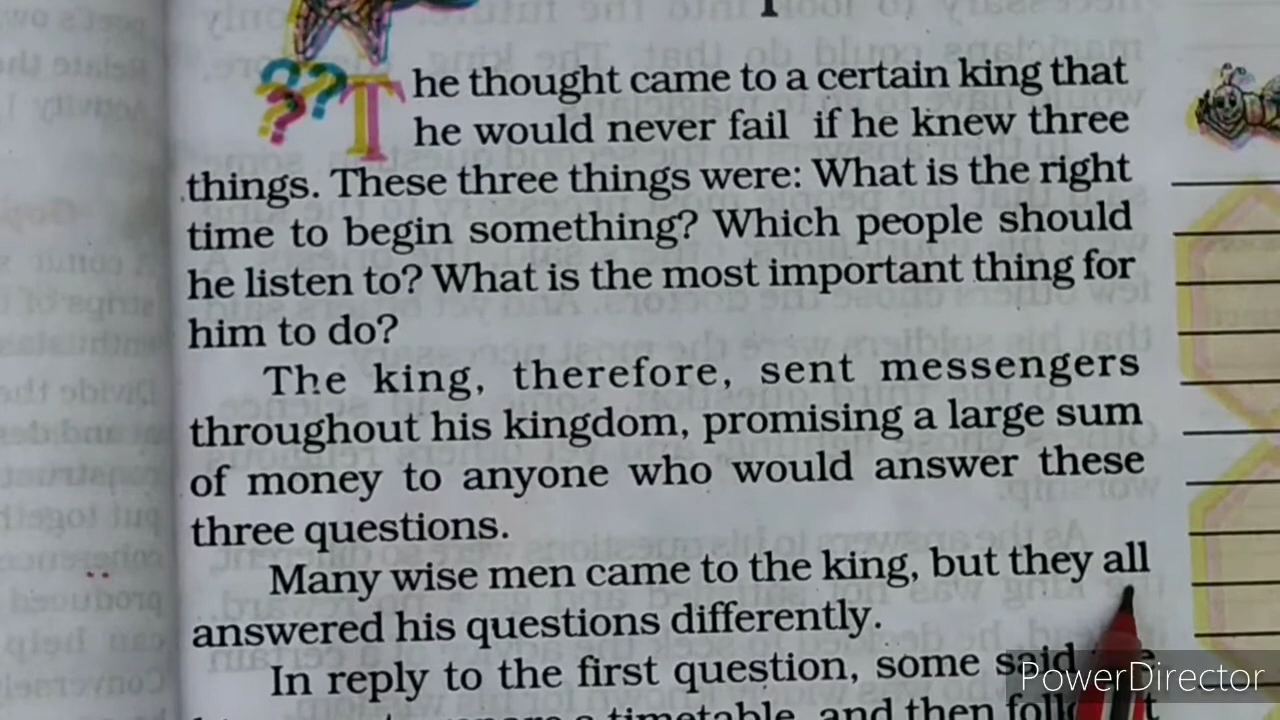 The thought came to a certain king that
he would never fail if he knew three
things. These three things were: What is the right
time to begin something? Which people should
he listen to? What is the most important thing for
him to do?
The king, therefore, sent messengers
throughout his kingdom, promising a large sum
of money to anyone who would answer these
three questions.
Many wise men came to the king, but they all
answered his questions differently.
In reply to the first question, some said
a timetable, and then
PowerDirector